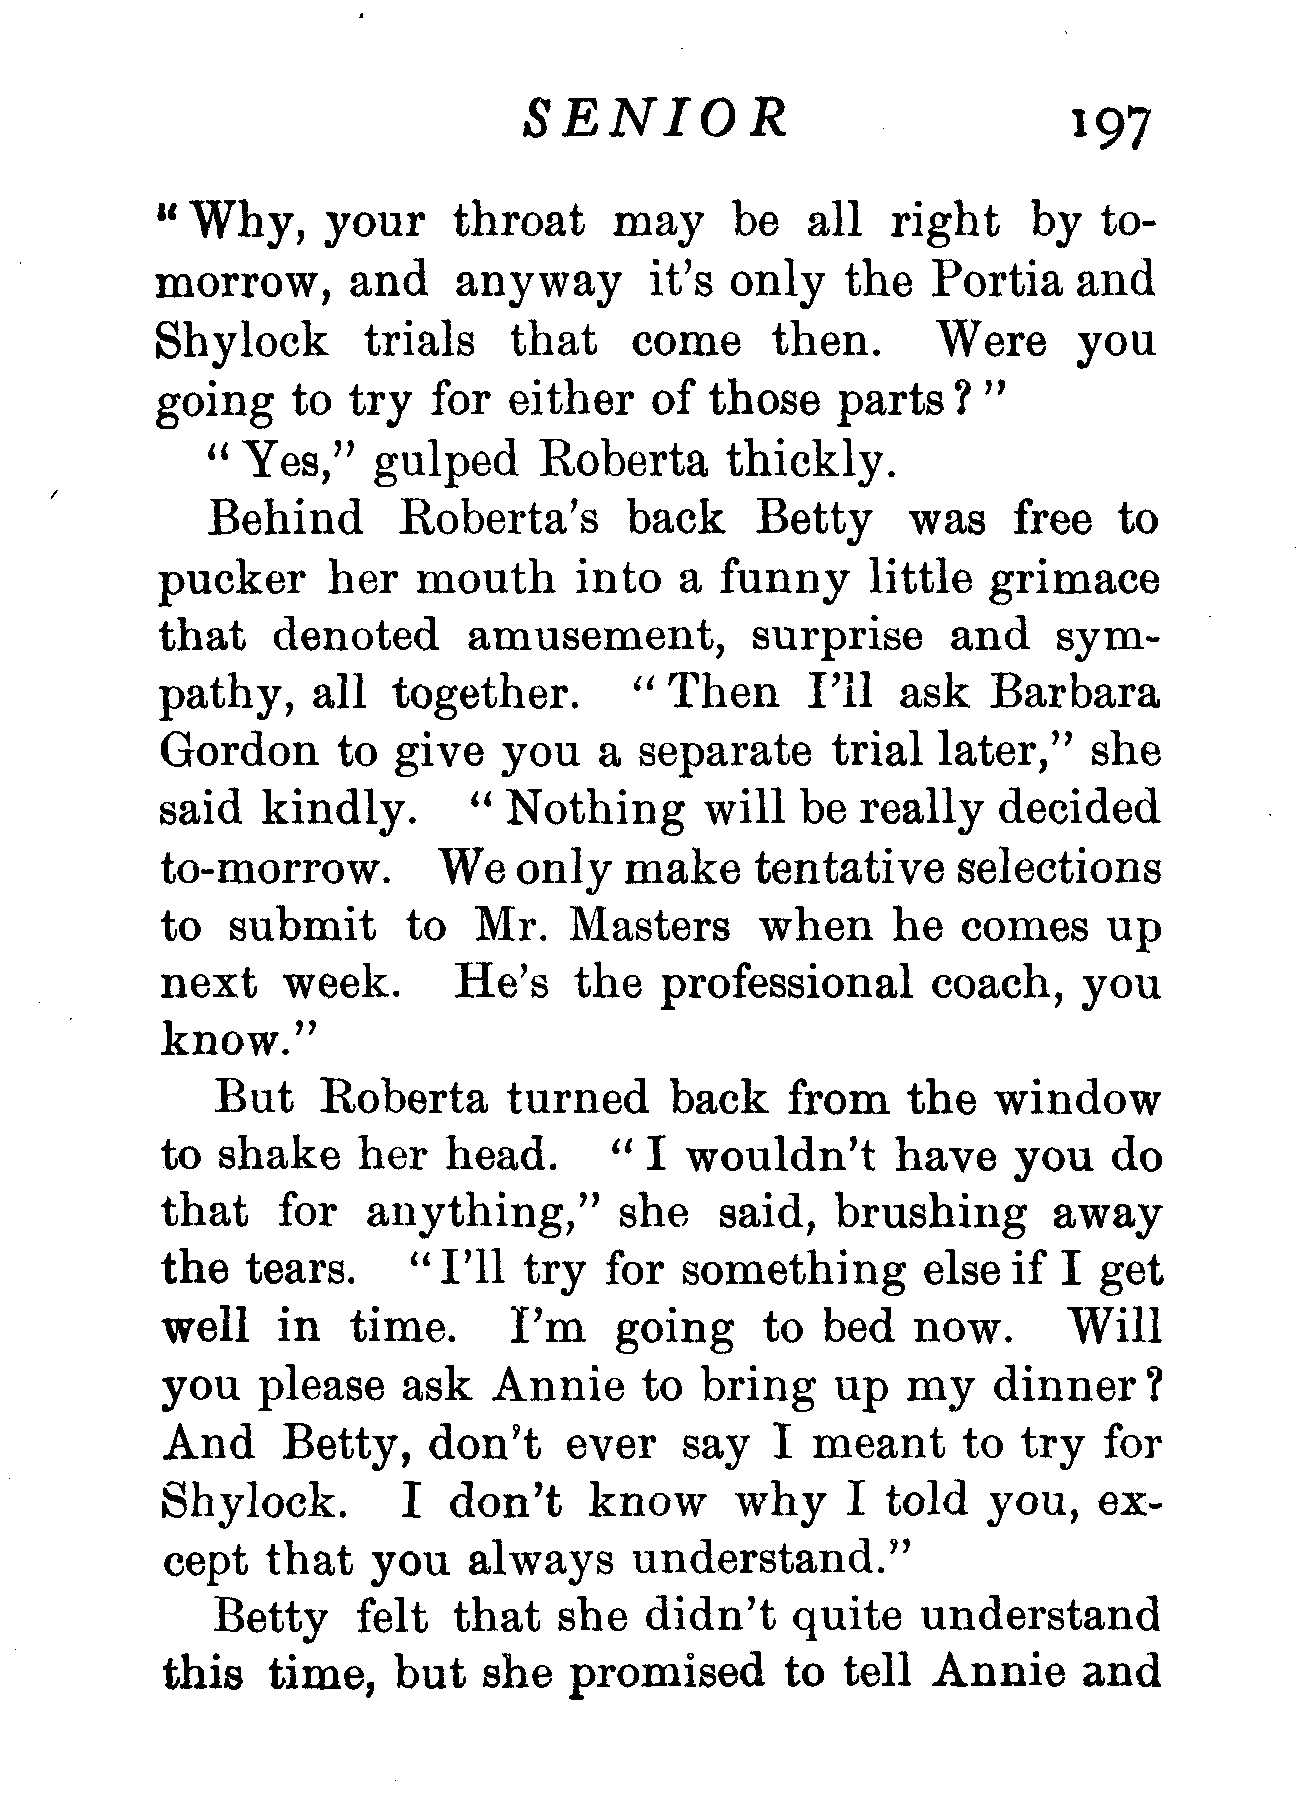 SENIOR 197
“Why, your throat may be all right by to-
morrow, and anyway it’s only the Portia and
Shylock trials that come then. Were you
going to try for either of those parts?”
“Yes,” gulped Roberta thickly.
Behind Roberta’s back Betty was free to
pucker her mouth into a funny little grimace
that denoted amusement, surprise and sym-
pathy, all together. “Then I’ll ask Barbara
Gordon to give you a separate trial later,” she
said kindly. “Nothing will be really decided
to-morrow. We only make tentative selections
to submit to Mr. Masters when he comes up
next week. He’s the professional coach, you
know.”
But Roberta turned back from the window
to shake her head. “I wouldn’t have you do
that for anything,” she said, brushing away
the tears. “I’ll try for something else if I get
well in time. I’m going to bed now. Will
you please ask Annie to bring up my dinner?
And Betty, don’t ever say I meant to try for
Shylock. I don’t know why I told you, ex-
cept that you always understand.”
Betty felt that she didn’t quite understand
this time, but she promised to tell Annie and